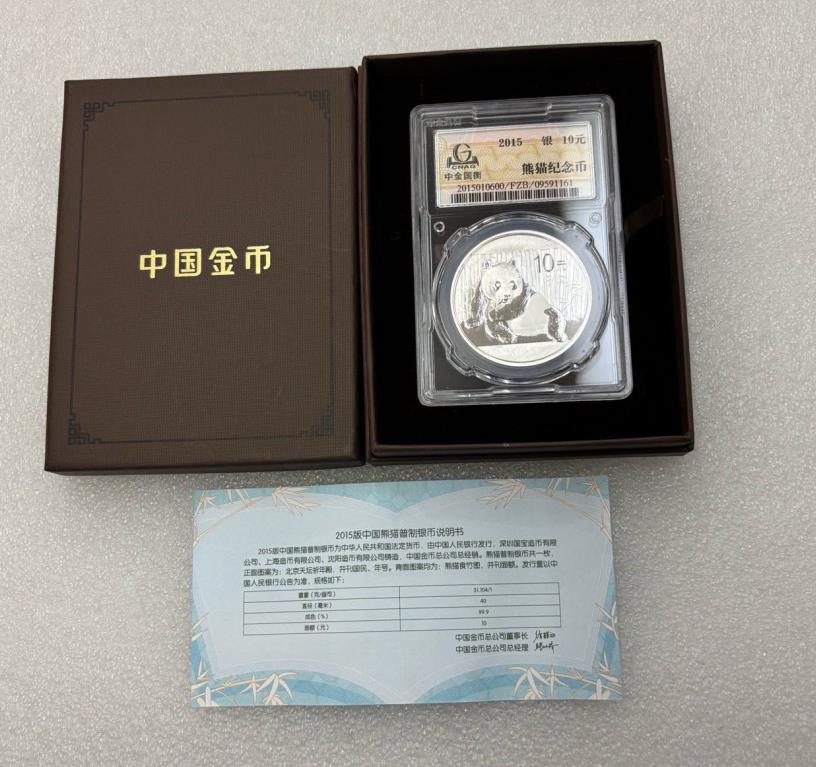 中国金币
2015 银 10元
CNAG
熊猫纪念币
中金国衡
2015010600/FZB/09591161
10元
2015版中国熊猫普制银币说明书
2015版中国熊猫普制银币为中华人民共和国法定货币，由中国人民银行发行，深圳国宝造币有限
公司、上海造币有限公司、沈阳造币有限公司铸造，中国金币总公司总经销。熊猫普制银币共一枚，
正面图案为：北京天坛祈年殿，并刊国名、年号。背面图案均为：熊猫食竹图，并刊面额。发行量以中
国人民银行公告为准，规格如下：
重量（克/盎司） 31.104/1
直径（毫米） 40
成色（%） 99.9
面额（元） 10
中国金币总公司董事长
中国金币总公司总经理